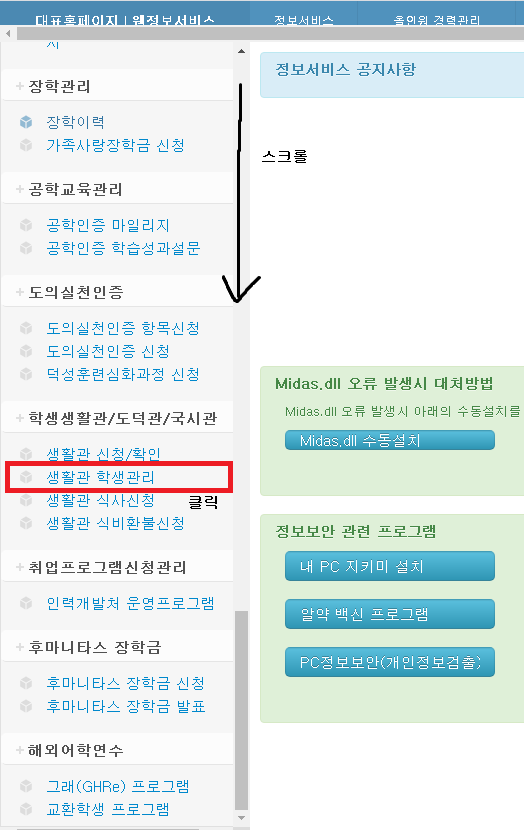 대표홈페이지 | 웹정보서비스
정보서비스
올인원 경력관리
장학관리
장학이력
가족사랑장학금 신청
공학교육관리
공학인증 마일리지
공학인증 학습성과설문
도의실천인증
도의실천인증 항목신청
도의실천인증 신청
덕성훈련심화과정 신청
학생생활관/도덕관/국시관
생활관 신청/확인
생활관 학생관리
생활관 식사신청
클릭
생활관 식비환불신청
취업프로그램신청관리
인력개발처 운영프로그램
후마니타스 장학금
후마니타스 장학금 신청
후마니타스 장학금 발표
해외어학연수
그래(GHRe) 프로그램
교환학생 프로그램
정보서비스 공지사항
스크롤
Midas.dll 오류 발생시 대처방법
Midas.dll 오류 발생시 아래의 수동설치를
Midas.dll 수동설치
정보보안 관련 프로그램
내 PC 지키미 설치
알약 백신 프로그램
PC정보보안(개인정보검출)